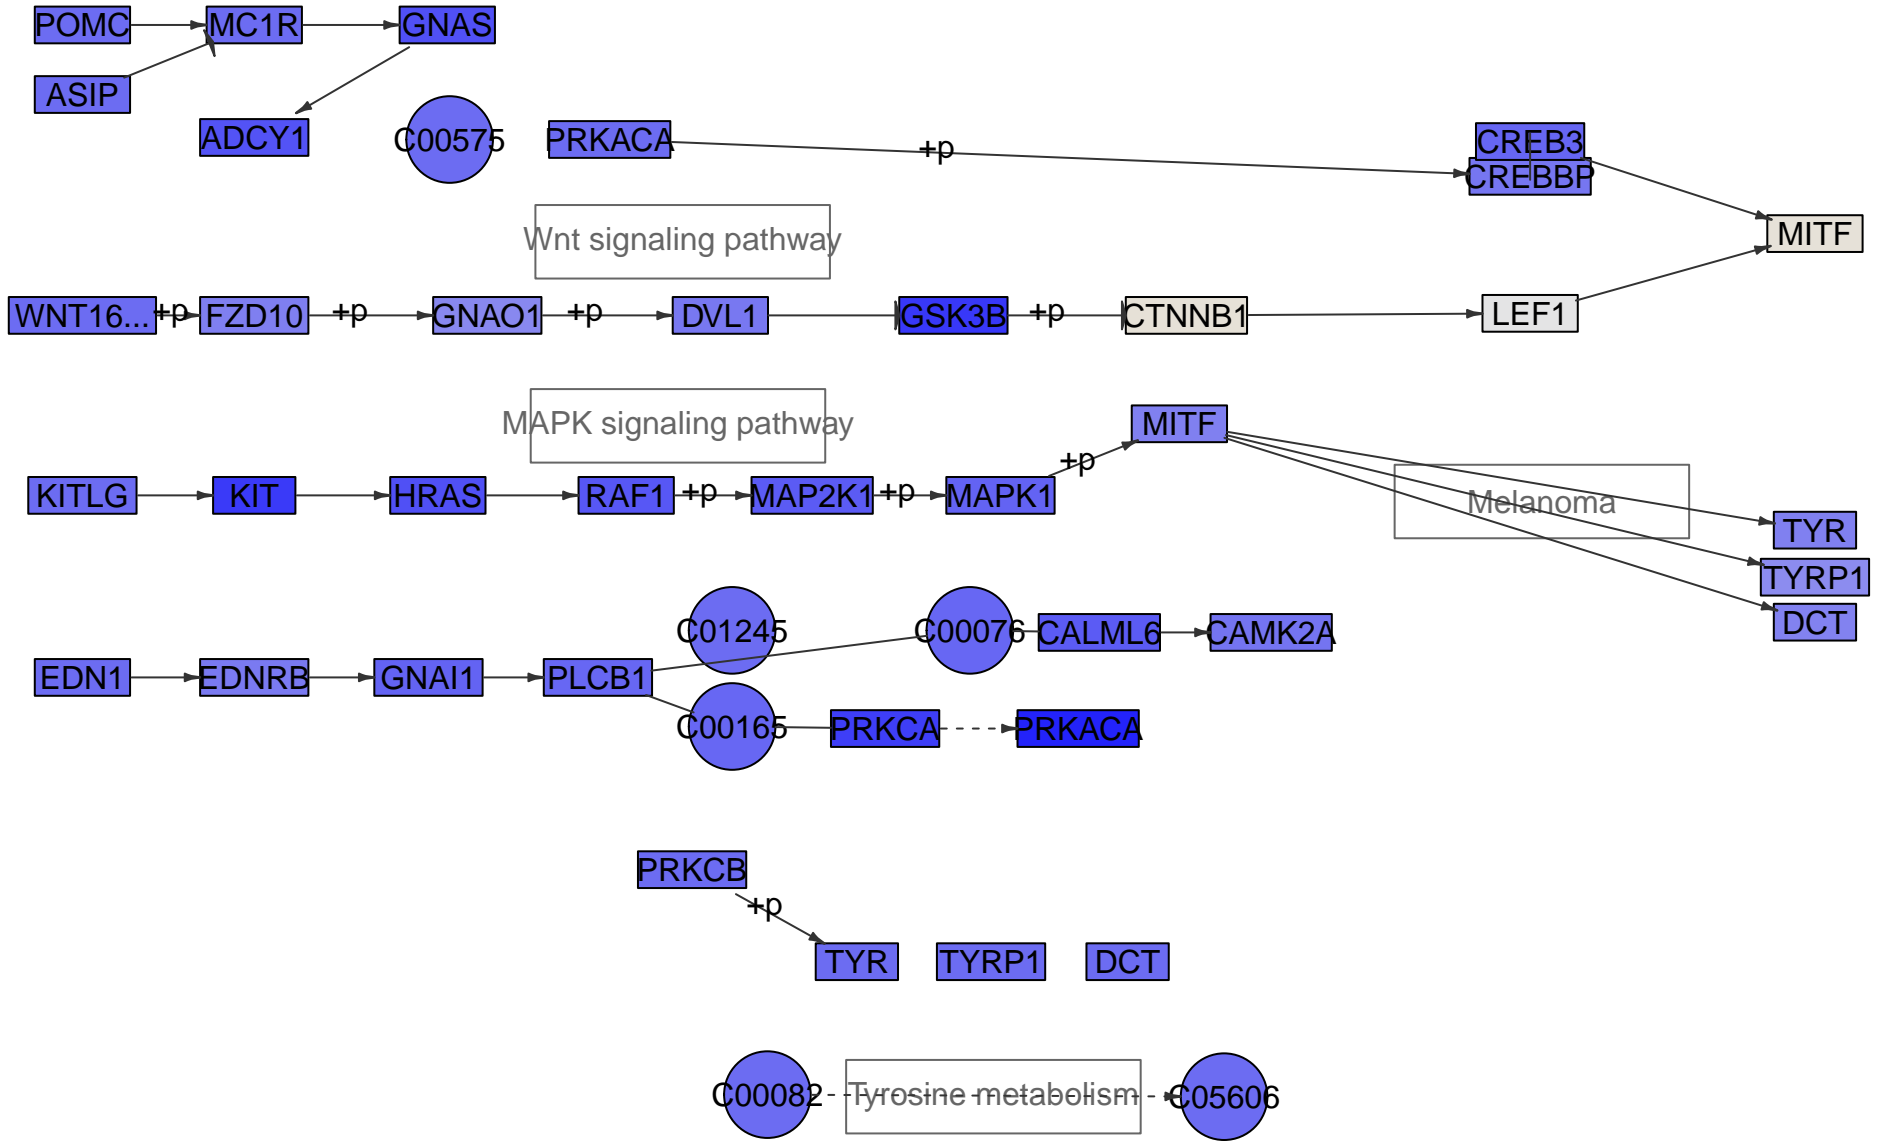 POMC
MC1R
GNAS
ASIP
ADCY1
C00575
PRKACA
+p
CREB3
CREBBP
Wnt signaling pathway
MITF
WNT16...
+p
FZD10
+p
GNAO1
+p
DVL1
GSK3B
+p
CTNNB1
LEF1
MAPK signaling pathway
MITF
+p
KITLG
KIT
HRAS
RAF1
+p
MAP2K1
+p
MAPK1
Melanoma
TYR
TYRP1
DCT
C01245
C00076
CALML6
CAMK2A
EDN1
EDNRB
GNAI1
PLCB1
C00165
PRKCA
PRKACA
PRKCB
+p
TYR
TYRP1
DCT
C00082
Tyrosine metabolism
C05606